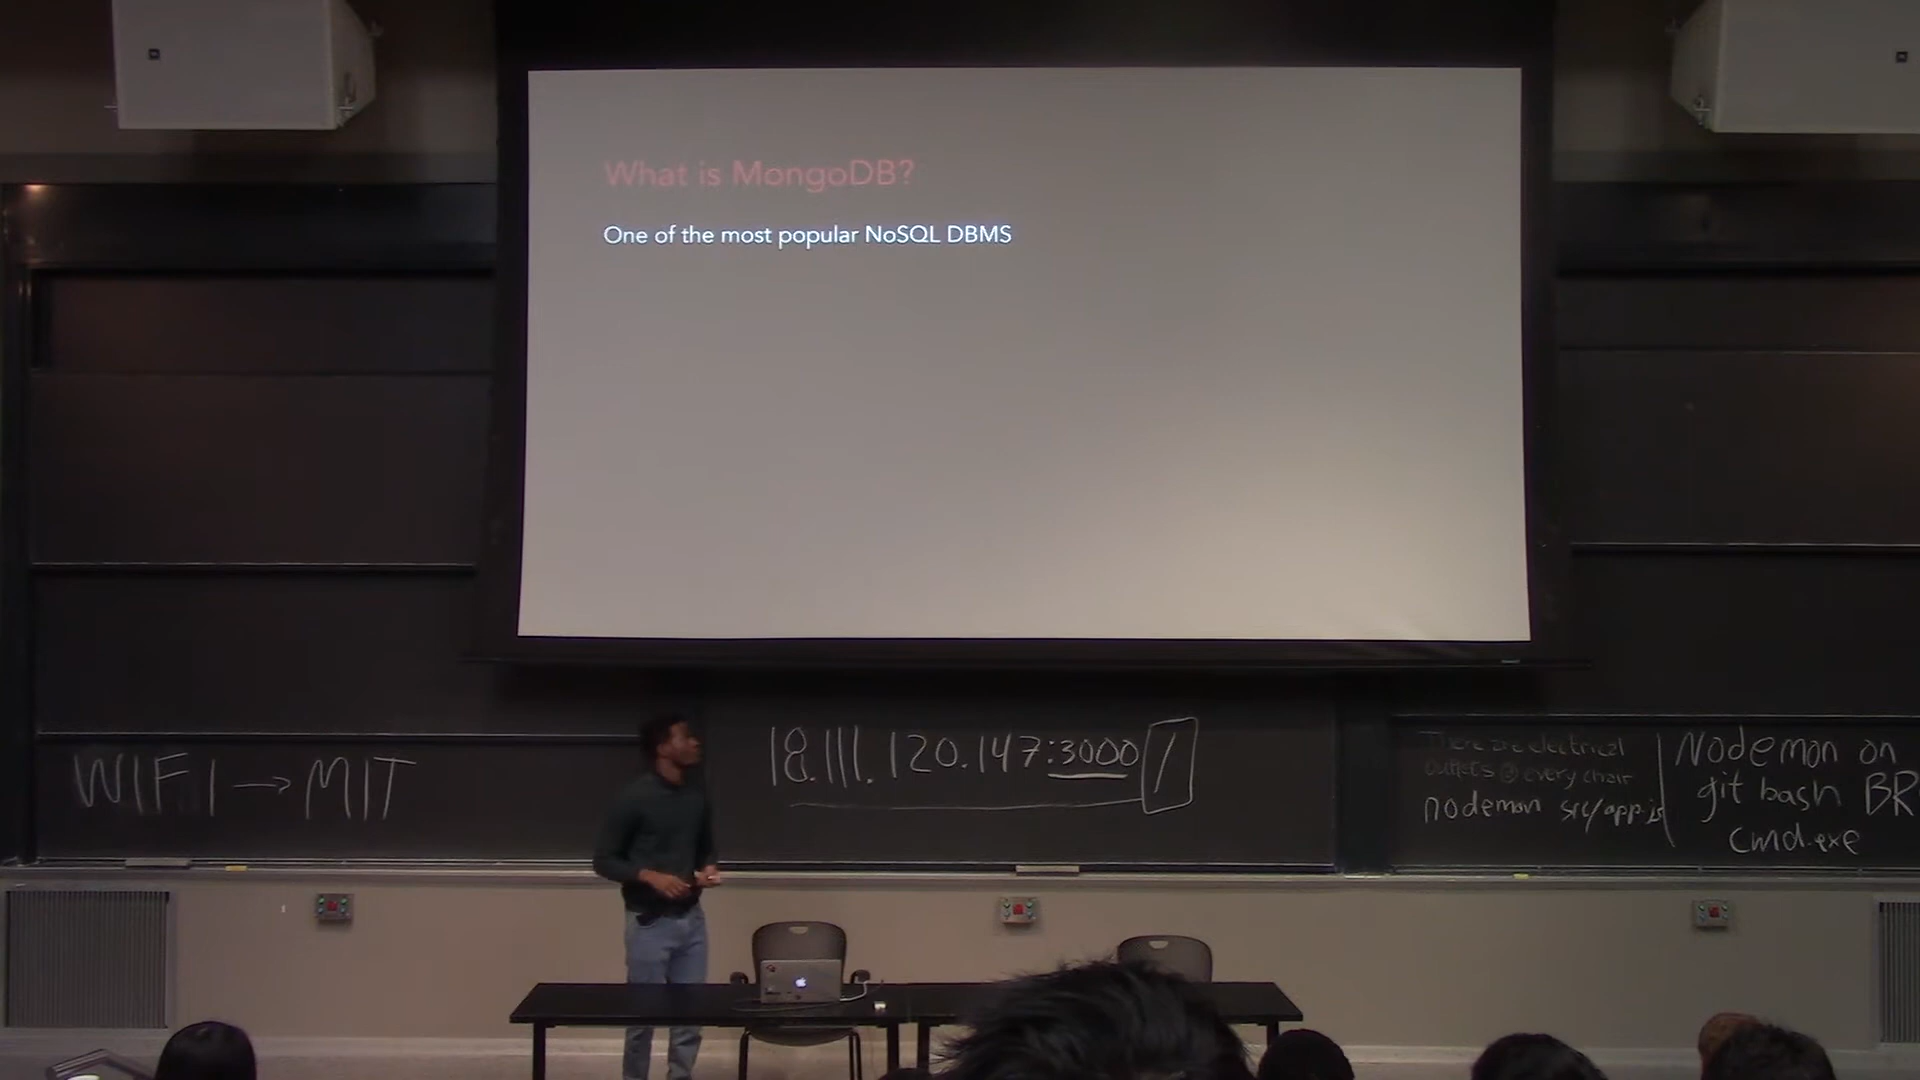 What is MongoDB?
One of the most popular NoSQL DBMS
WIFI → MIT
18.111.120.147:3000/
There are electrical
outlets @ every chair
nodemon src/app.js
Nodemon on
git bash BR
cmd.exe